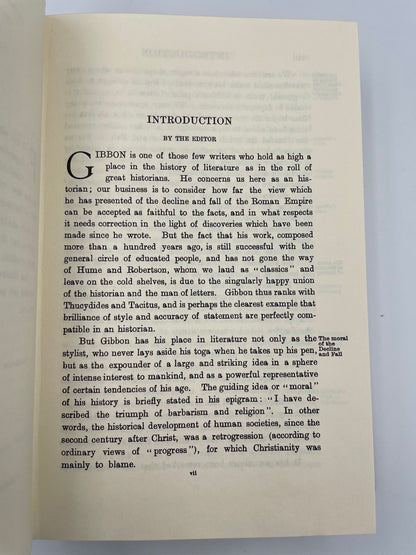 INTRODUCTION
BY THE EDITOR
GIBBON is one of those few writers who hold as high a
place in the history of literature as in the roll of
great historians. He concerns us here as an his-
torian; our business is to consider how far the view which
he has presented of the decline and fall of the Roman Empire
can be accepted as faithful to the facts, and in what respects
it needs correction in the light of discoveries which have been
made since he wrote. But the fact that his work, composed
more than a hundred years ago, is still successful with the
general circle of educated people, and has not gone the way
of Hume and Robertson, whom we laud as "classics" and
leave on the cold shelves, is due to the singularly happy union
of the historian and the man of letters. Gibbon thus ranks with
Thucydides and Tacitus, and is perhaps the clearest example that
brilliance of style and accuracy of statement are perfectly com-
patible in an historian.
But Gibbon has his place in literature not only as the
stylist, who never lays aside his toga when he takes up his pen,
but as the expounder of a large and striking idea in a sphere
of intense interest to mankind, and as a powerful representative
of certain tendencies of his age. The guiding idea or "moral"
of his history is briefly stated in his epigram: "I have de-
scribed the triumph of barbarism and religion". In other
words, the historical development of human societies, since the
second century after Christ, was a retrogression (according to
ordinary views of "progress"), for which Christianity was
mainly to blame.
The moral
of the
Decline
and Fall
vii